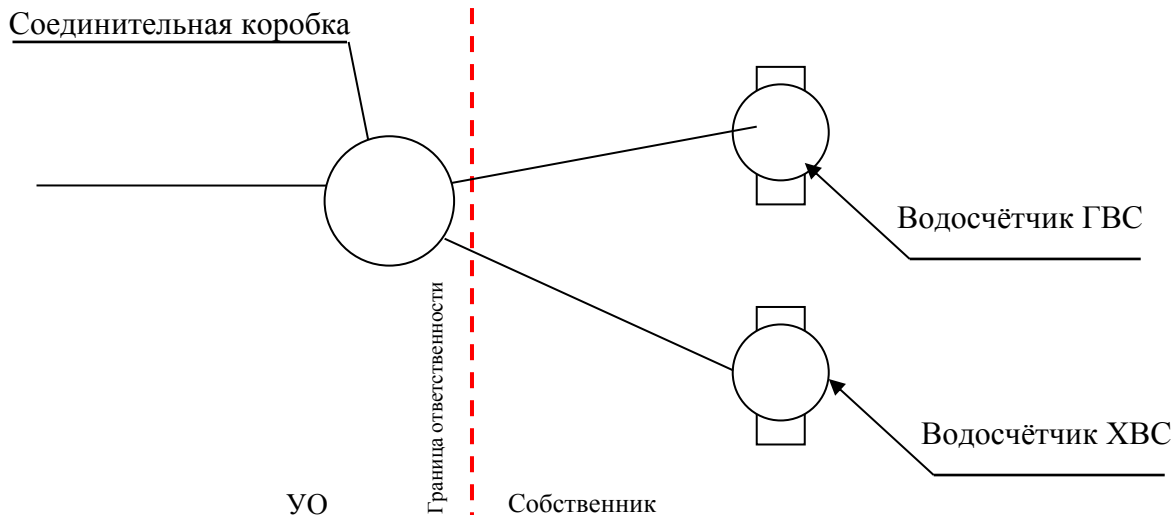 Соединительная коробка
Водосчётчик ГВС
Водосчётчик ХВС
Граница ответственности
УО
Собственник